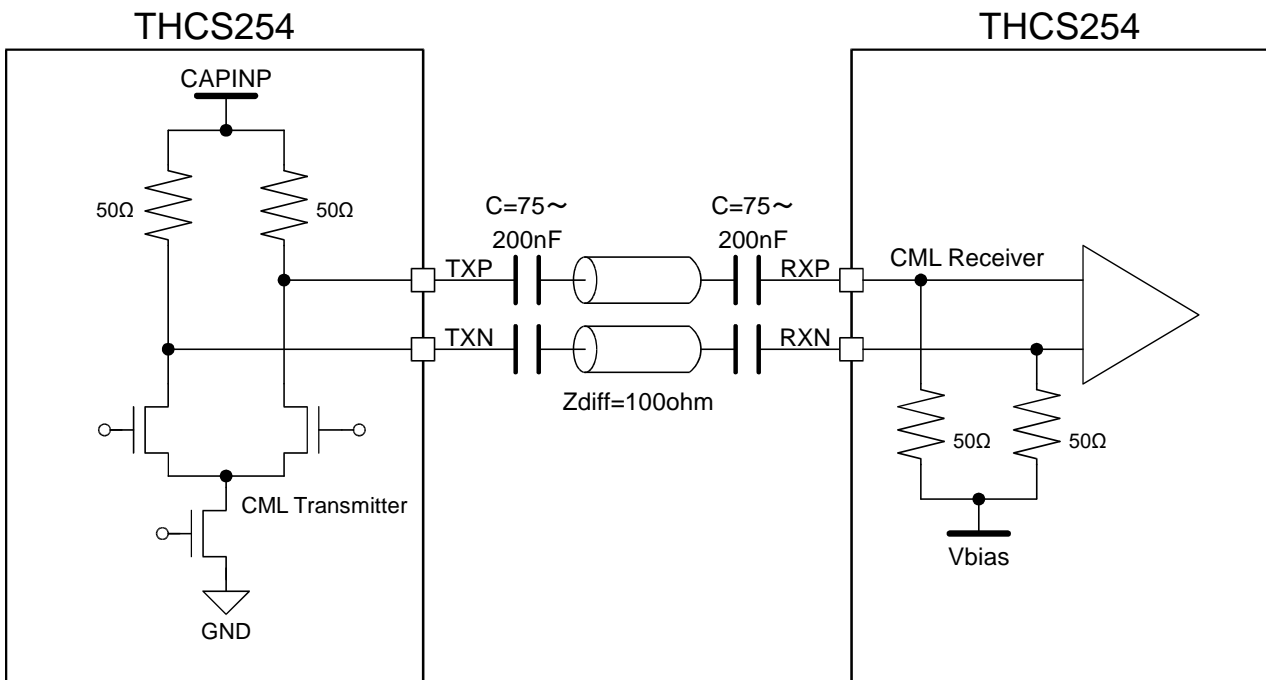 THCS254
THCS254
CAPINP
50Ω
50Ω
C=75～
200nF
C=75～
200nF
TXP
RXP
CML Receiver
TXN
RXN
Zdiff=100ohm
50Ω
50Ω
CML Transmitter
Vbias
GND